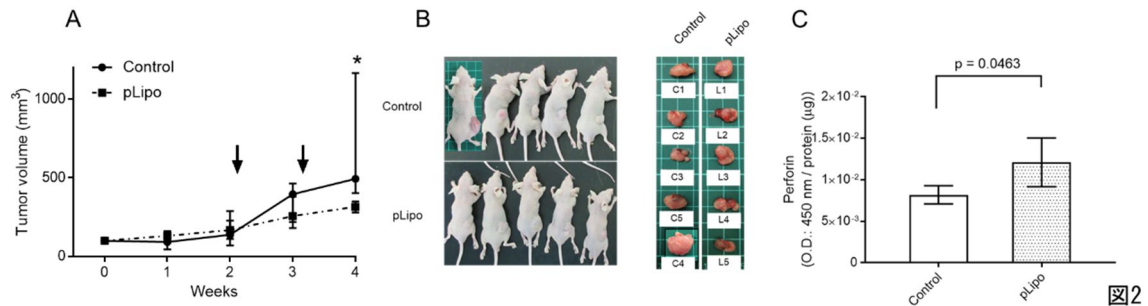 A
Tumor volume (mm³)
1000
500
0
Control
pLipo
*
0 1 2 3 4
Weeks
B
Control
pLipo
Control pLipo
C1 L1
C2 L2
C3 L3
C5 L4
C4 L5
C
p = 0.0463
Perforin
(O.D.: 450 nm / protein (µg))
2×10⁻²
1.5×10⁻²
1×10⁻²
5×10⁻³
0
Control pLipo
図2